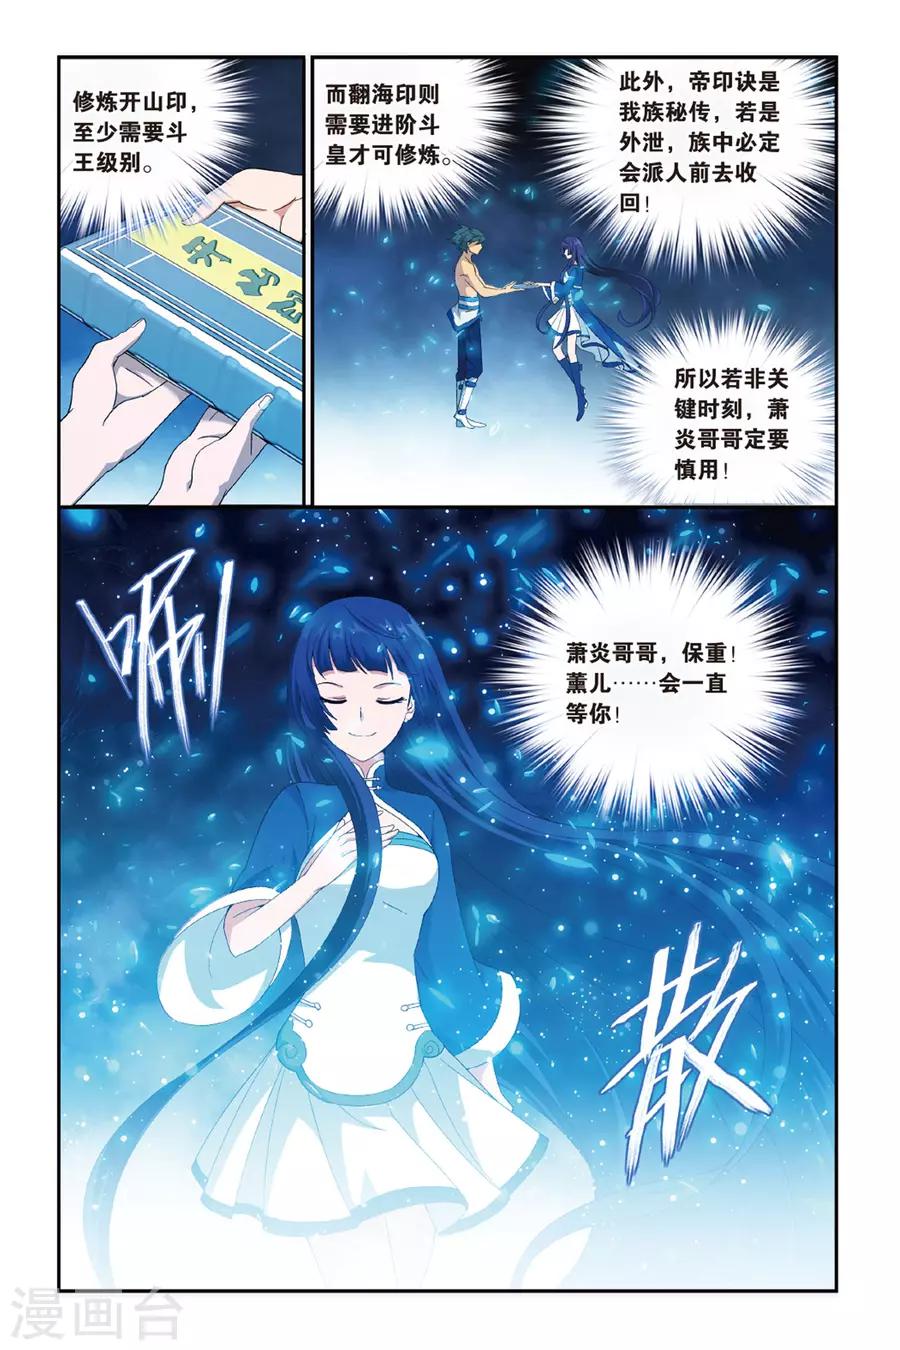 修炼开山印，
至少需要斗
王级别。
开山印
而翻海印则
需要进阶斗
皇才可修炼。
此外，帝印诀是
我族秘传，若是
外泄，族中必定
会派人前去收
回！
所以若非关
键时刻，萧
炎哥哥定要
慎用！
唰
萧炎哥哥，保重！
薰儿……会一直
等你！
散
漫画台